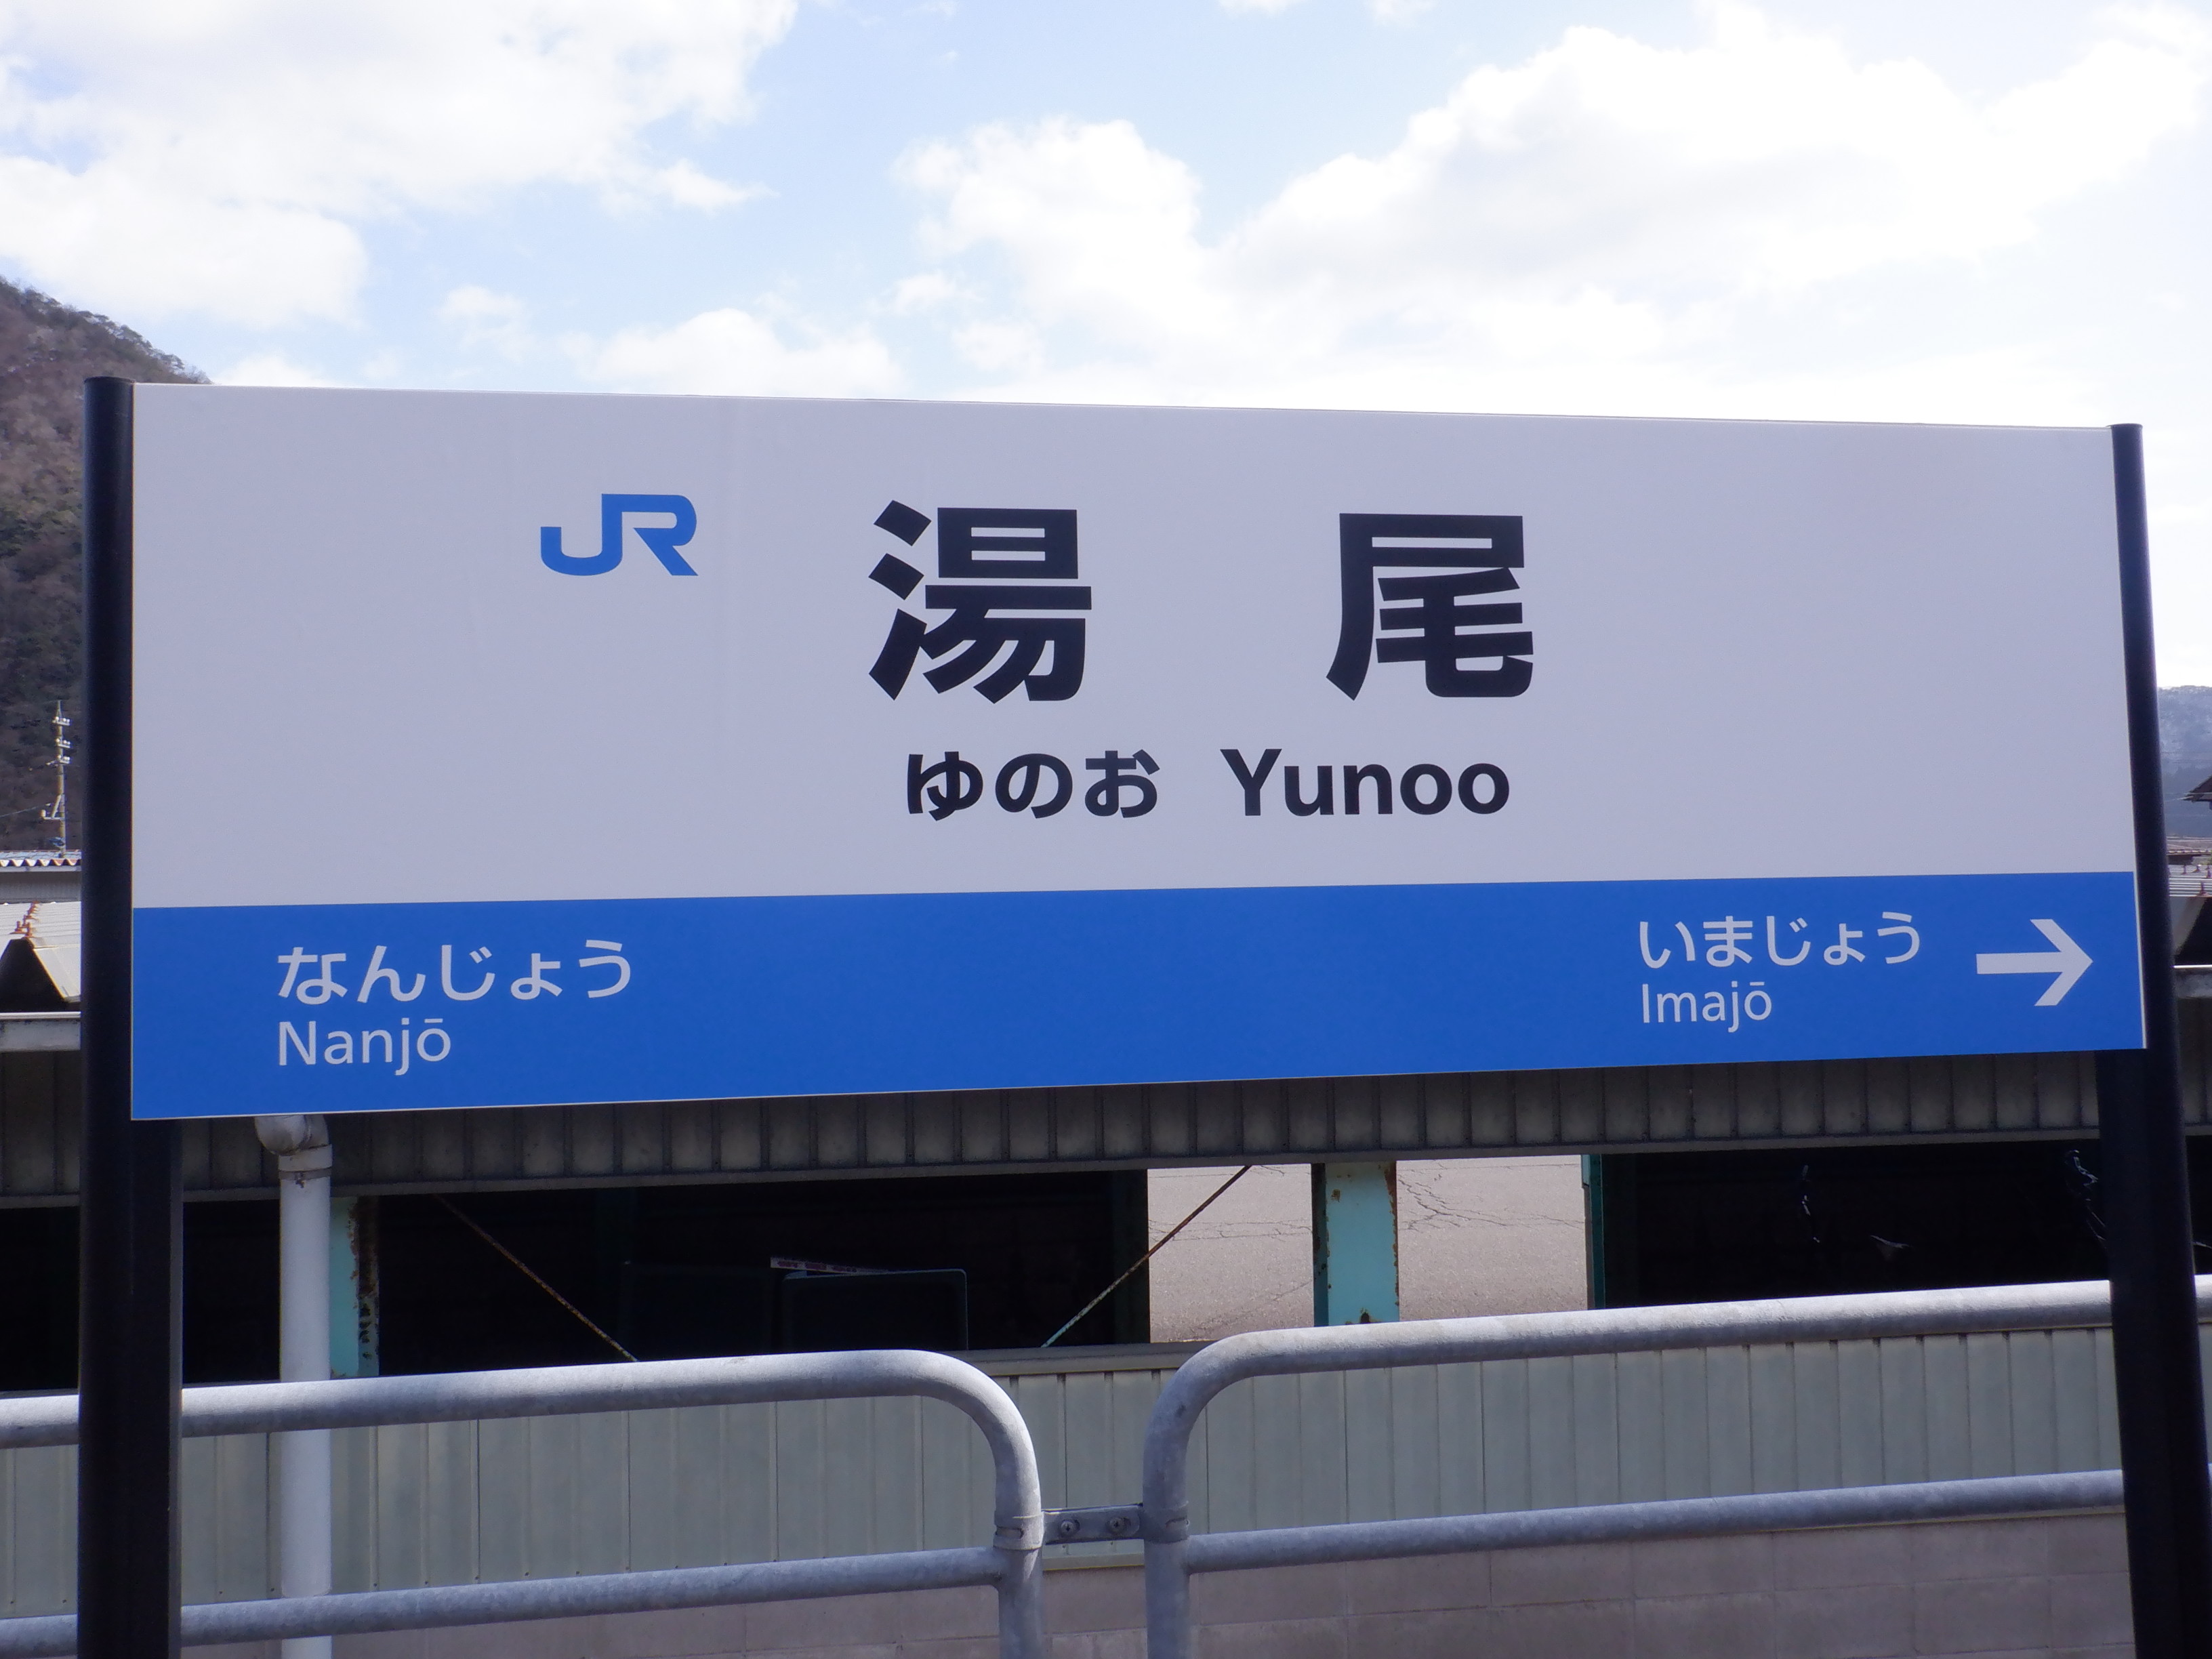 JR
湯尾
ゆのお Yunoo
なんじょう
Nanjō
いまじょう →
Imajō